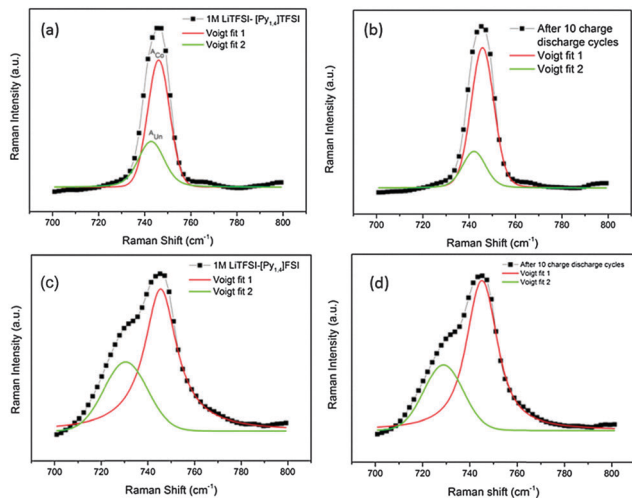 (a)
1M LiTFSI- [Py1,4]TFSI
Voigt fit 1
Voigt fit 2
ACo
AUn
Raman Intensity (a.u.)
700 720 740 760 780 800
Raman Shift (cm-1)
(b)
After 10 charge
discharge cycles
Voigt fit 1
Voigt fit 2
Raman Intensity (a.u.)
700 720 740 760 780 800
Raman Shift (cm-1)
(c)
1M LiTFSI-[Py1,4]FSI
Voigt fit 1
Voigt fit 2
Raman Intensity (a.u.)
700 720 740 760 780 800
Raman shift (cm-1)
(d)
After 10 charge discharge cycles
Voigt fit 1
Voigt fit 2
Raman Intensity (a.u.)
700 720 740 760 780 800
Raman Shift (cm-1)